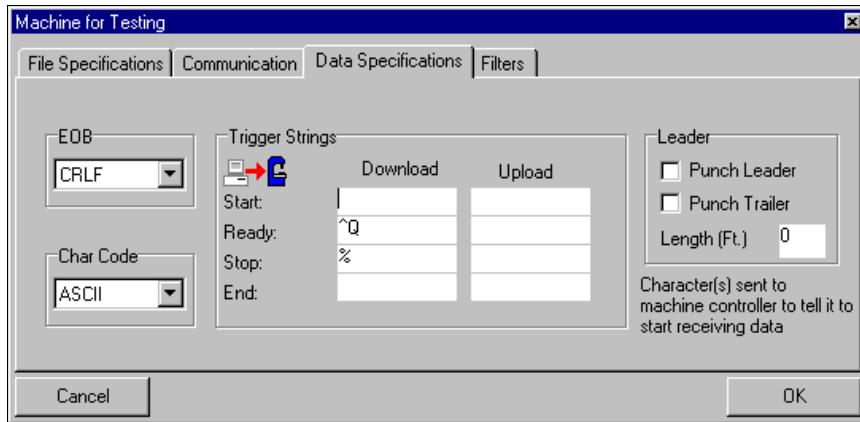 Machine for Testing
File Specifications Communication Data Specifications Filters
EOB
CRLF
Char Code
ASCII
Trigger Strings
Download Upload
Start:
Ready: ^Q
Stop: %
End:
Leader
Punch Leader
Punch Trailer
Length (Ft.) 0
Character(s) sent to
machine controller to tell it to
start receiving data
Cancel OK